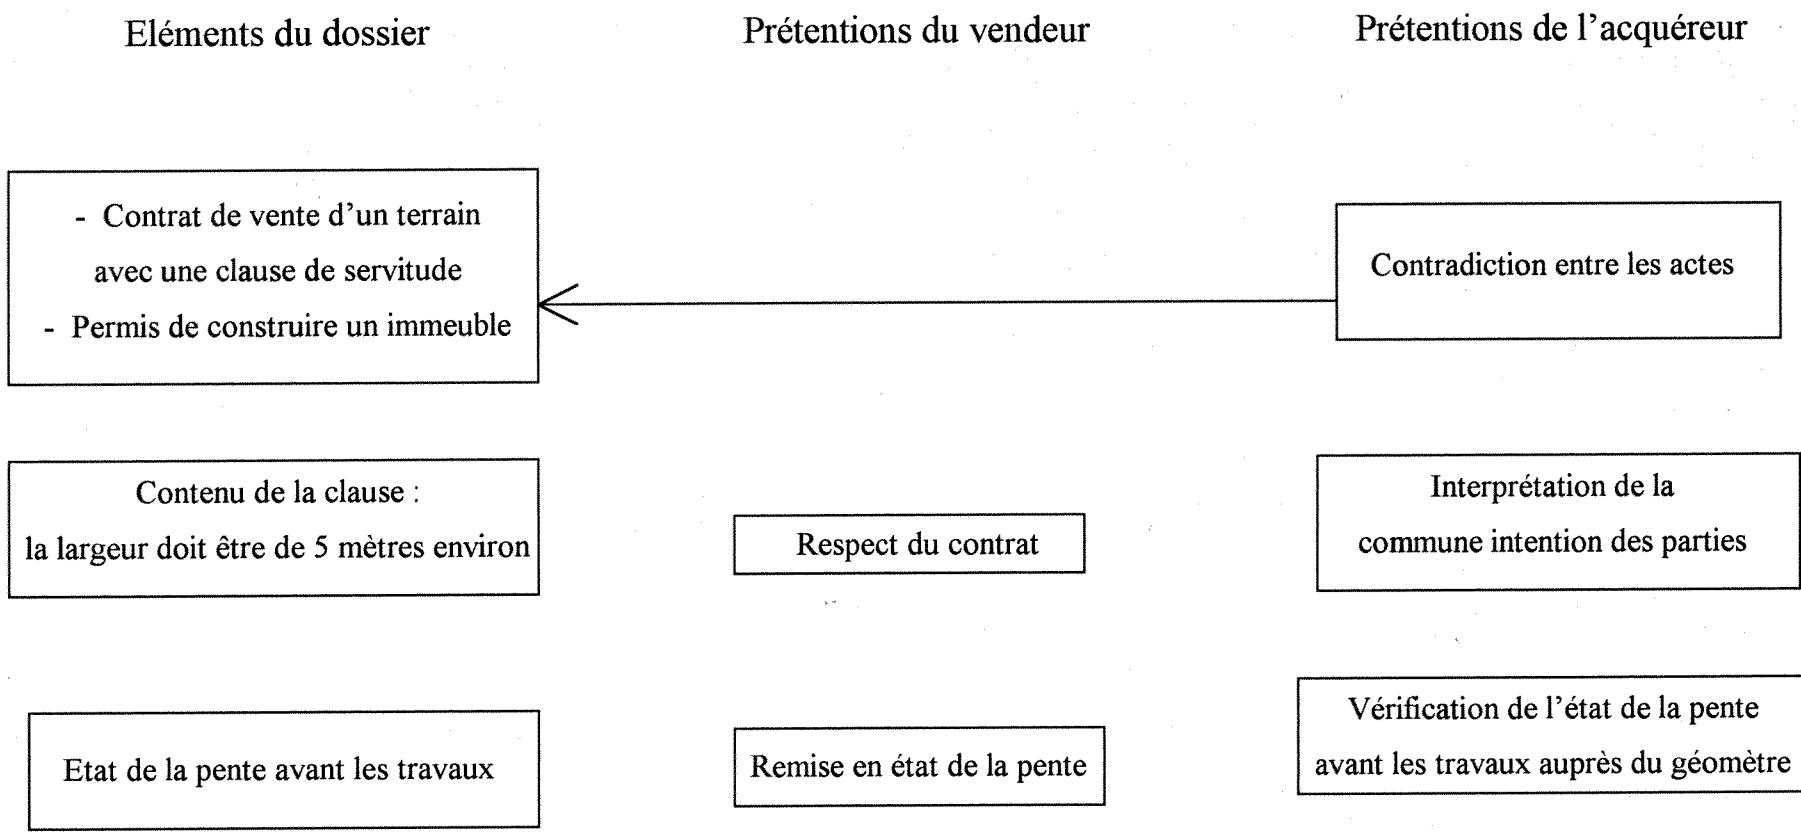 Eléments du dossier
Prétentions du vendeur
Prétentions de l’acquéreur
- Contrat de vente d’un terrain
avec une clause de servitude
- Permis de construire un immeuble
Contradiction entre les actes
Contenu de la clause :
la largeur doit être de 5 mètres environ
Respect du contrat
Interprétation de la
commune intention des parties
Etat de la pente avant les travaux
Remise en état de la pente
Vérification de l’état de la pente
avant les travaux auprès du géomètre